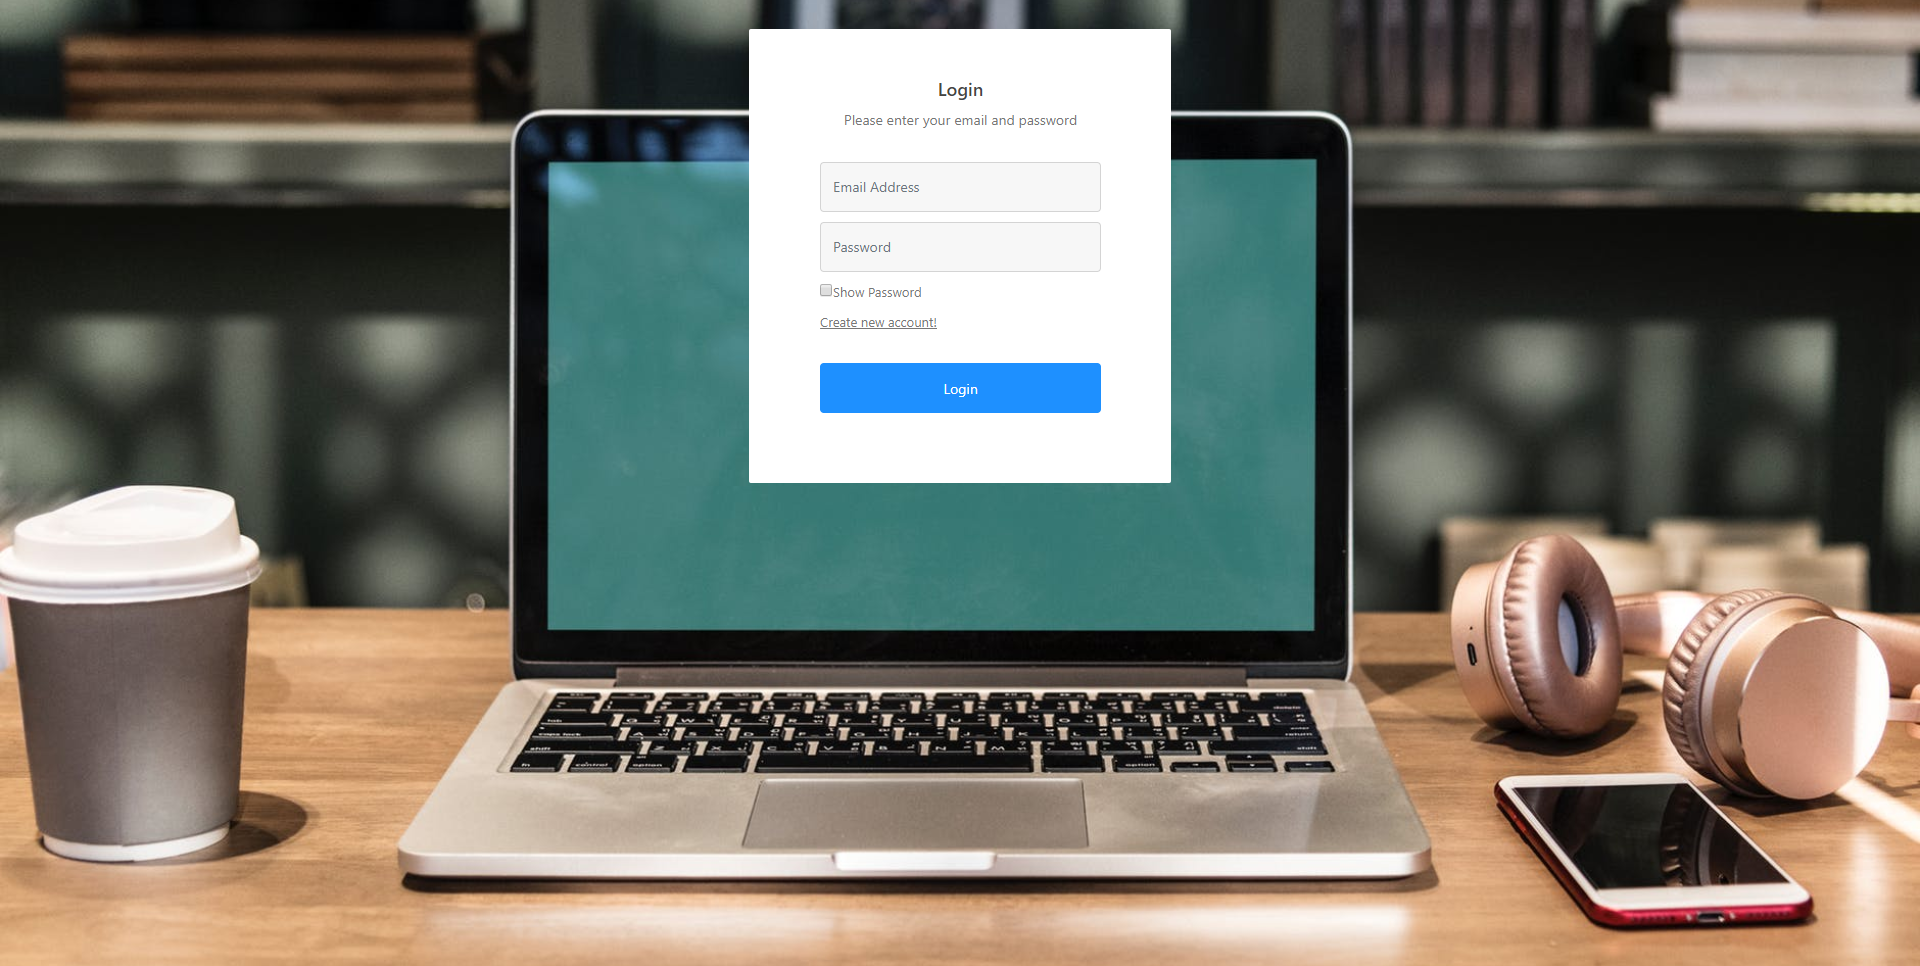 Login
Please enter your email and password
Email Address
Password
Show Password
Create new account!
Login